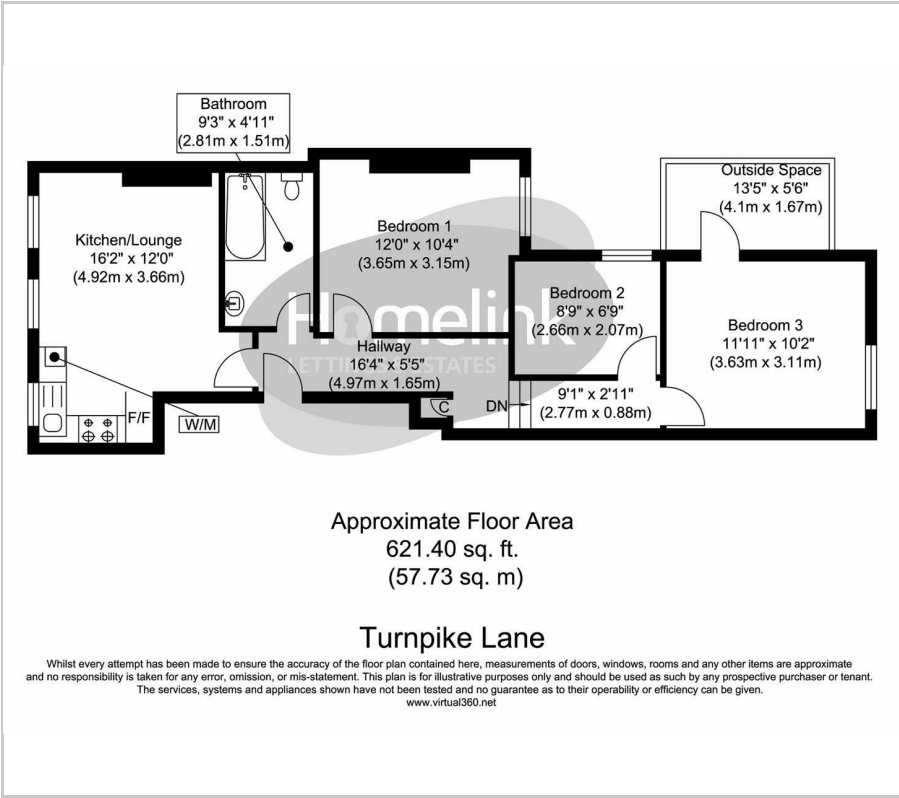 Bathroom
9'3" x 4'11"
(2.81m x 1.51m)
Outside Space
13'5" x 5'6"
(4.1m x 1.67m)
Kitchen/Lounge
16'2" x 12'0"
(4.92m x 3.66m)
Bedroom 1
12'0" x 10'4"
(3.65m x 3.15m)
Bedroom 2
8'9" x 6'9"
(2.66m x 2.07m)
Bedroom 3
11'11" x 10'2"
(3.63m x 3.11m)
Homelink
LETTINGS & ESTATES
Hallway
16'4" x 5'5"
(4.97m x 1.65m)
9'1" x 2'11"
(2.77m x 0.88m)
C
DN
F/F
W/M
Approximate Floor Area
621.40 sq. ft.
(57.73 sq. m)
Turnpike Lane
Whilst every attempt has been made to ensure the accuracy of the floor plan contained here, measurements of doors, windows, rooms and any other items are approximate
and no responsibility is taken for any error, omission, or mis-statement. This plan is for illustrative purposes only and should be used as such by any prospective purchaser or tenant.
The services, systems and appliances shown have not been tested and no guarantee as to their operability or efficiency can be given.
www.virtual360.net